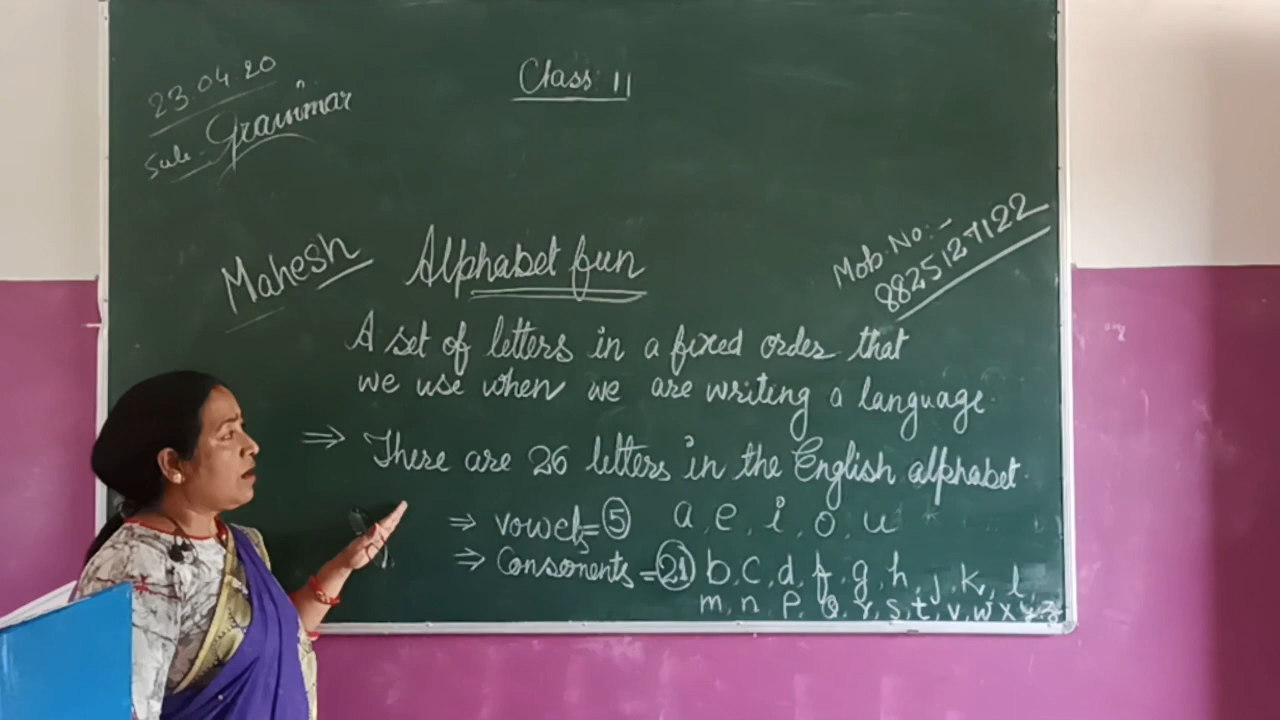 23.04.20
Class 11
Sub- Grammar
Mob. No:-
8825127122
Mahesh
Alphabet fun
A set of letters in a fixed order that
we use when we are writing a language.
⇒ There are 26 letters in the English alphabet.
⇒ vowels=5 a, e, i, o, u
⇒ Consonents =21 b, c, d, f, g, h, j, k, l,
m, n, p, Q, r, s, t, v, w, x, y, z